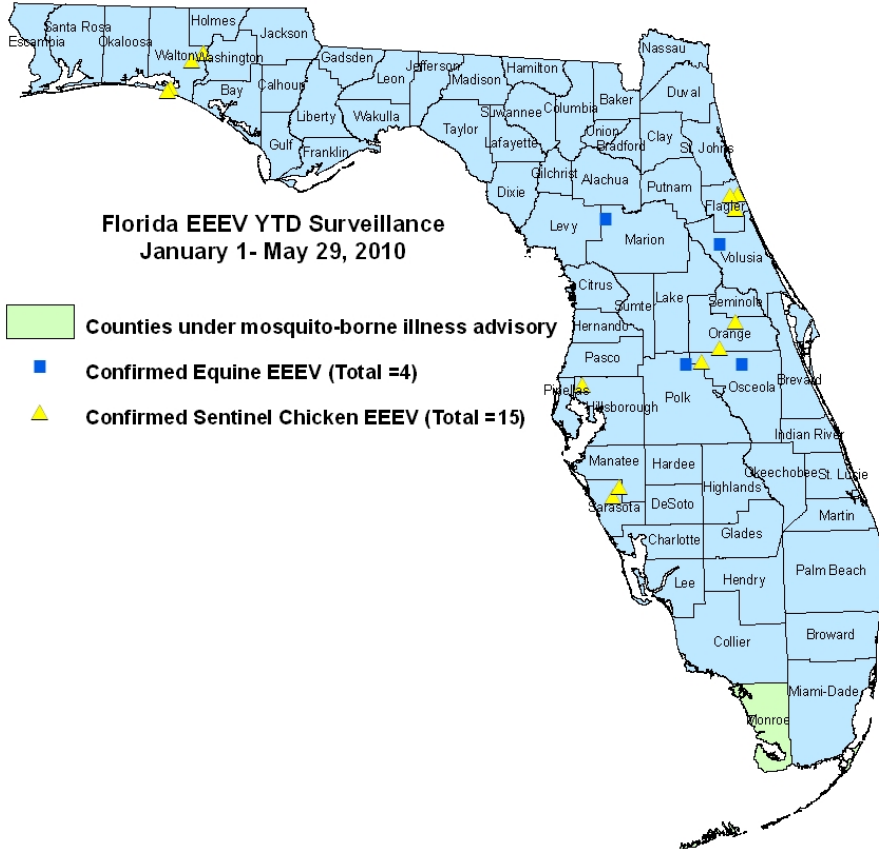 Holmes
Jackson
Santa Rosa
Escambia
Okaloosa
Walton
Washington
Gadsden
Jefferson
Hamilton
Nassau
Leon
Madison
Bay
Calhoun
Columbia
Baker
Duval
Liberty
Wakulla
Suwannee
Taylor
Union
Clay
St. Johns
Gulf
Franklin
Lafayette
Bradford
Gilchrist
Alachua
Putnam
Dixie
Flagler
Florida EEEV YTD Surveillance
January 1- May 29, 2010
Levy
Marion
Volusia
Citrus
Sumter
Lake
Seminole
Counties under mosquito-borne illness advisory
Hernando
Orange
Pasco
Confirmed Equine EEEV (Total =4)
Brevard
Osceola
Pinellas
Polk
Hillsborough
Confirmed Sentinel Chicken EEEV (Total =15)
Indian River
Manatee
Hardee
Okeechobee
St. Lusie
Highlands
Sarasota
DeSoto
Martin
Charlotte
Glades
Palm Beach
Lee
Hendry
Collier
Broward
Miami-Dade
Monroe